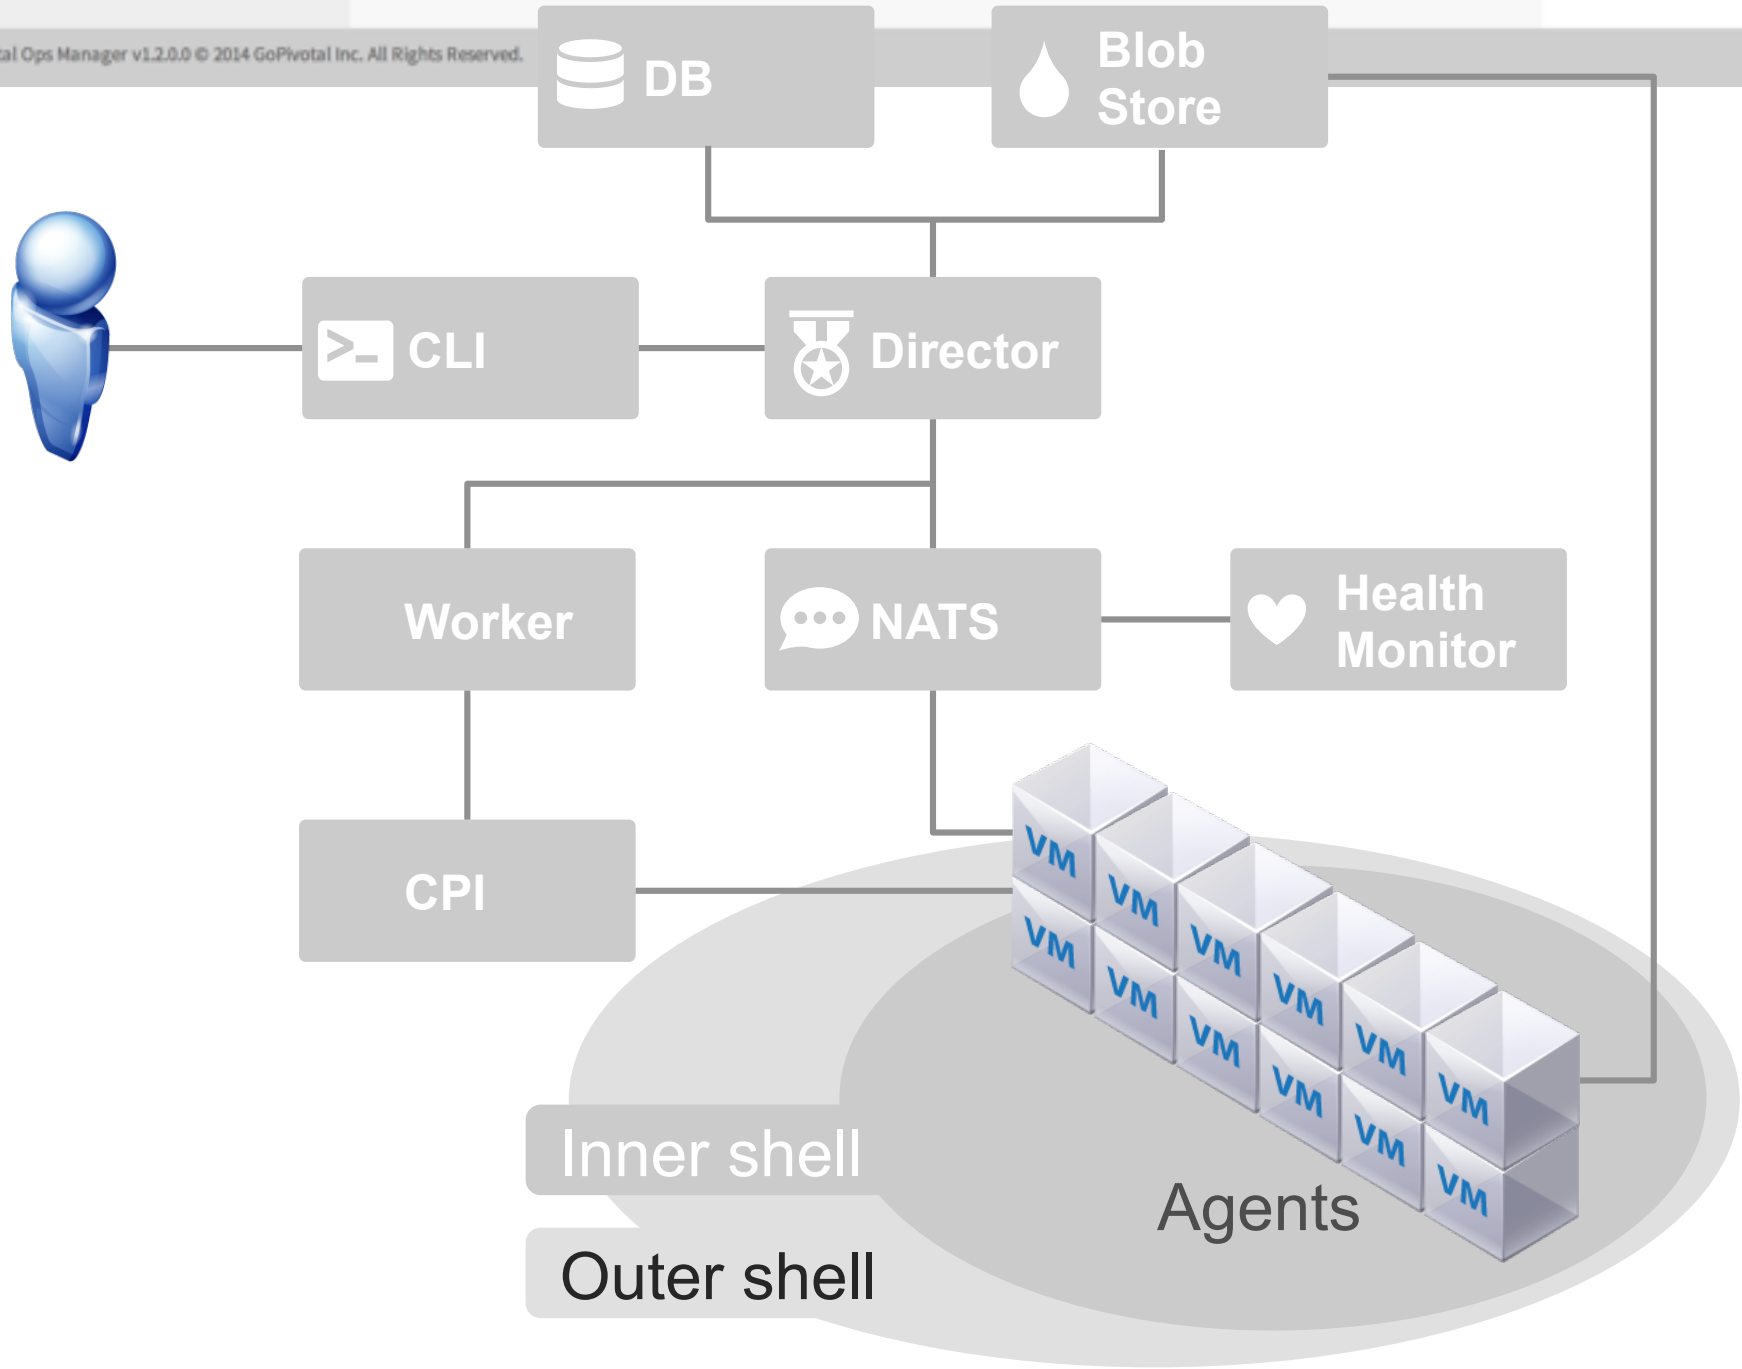 Ops Manager v1.2.0.0 © 2014 GoPivotal Inc. All Rights Reserved.
DB
Blob
Store
>_ CLI
Director
Worker
NATS
Health
Monitor
CPI
VM
VM
VM
VM
VM
VM
VM
VM
VM
VM
VM
VM
Inner shell
Agents
Outer shell